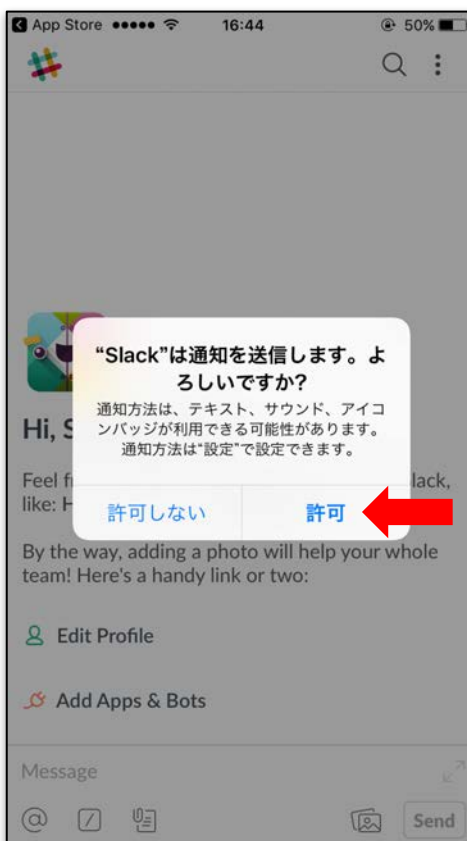 App Store 16:44 50%
“Slack”は通知を送信します。よ
ろしいですか?
通知方法は、テキスト、サウンド、アイコ
ンバッジが利用できる可能性があります。
通知方法は“設定”で設定できます。
Hi, S
Feel lack,
like: H
許可しない 許可
By the way, adding a photo will help your whole
team! Here's a handy link or two:
Edit Profile
Add Apps & Bots
Message
@ Send